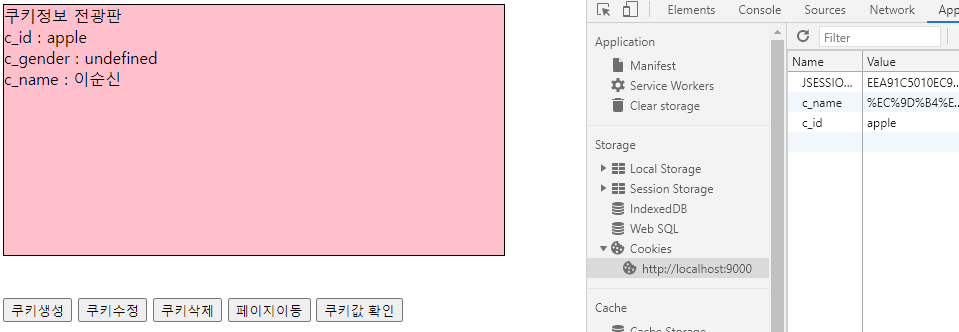 쿠키정보 전광판
c_id : apple
c_gender : undefined
c_name : 이순신
쿠키생성 쿠키수정 쿠키삭제 페이지이동 쿠키값 확인
Elements Console Sources Network App
Application
Manifest
Service Workers
Clear storage
Storage
Local Storage
Session Storage
IndexedDB
Web SQL
Cookies
http://localhost:9000
Cache
Cache Storage
Filter
Name Value
JSESSIO... EEA91C5010EC9...
c_name %EC%9D%B4%E...
c_id apple